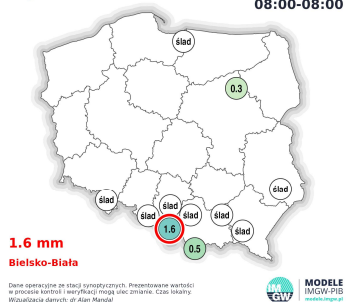 08:00-08:00
ślad
0.3
ślad
ślad
ślad
ślad
ślad
ślad
1.6
ślad
0.5
1.6 mm
Bielsko-Biała
Dane operacyjne ze stacji synoptycznych. Prezentowane wartości
w procesie kontroli i weryfikacji mogą ulec zmianie. Czas lokalny.
Wizualizacja danych: dr Alan Mandal
IM
GW
MODELE
IMGW-PIB
modele.imgw.pl